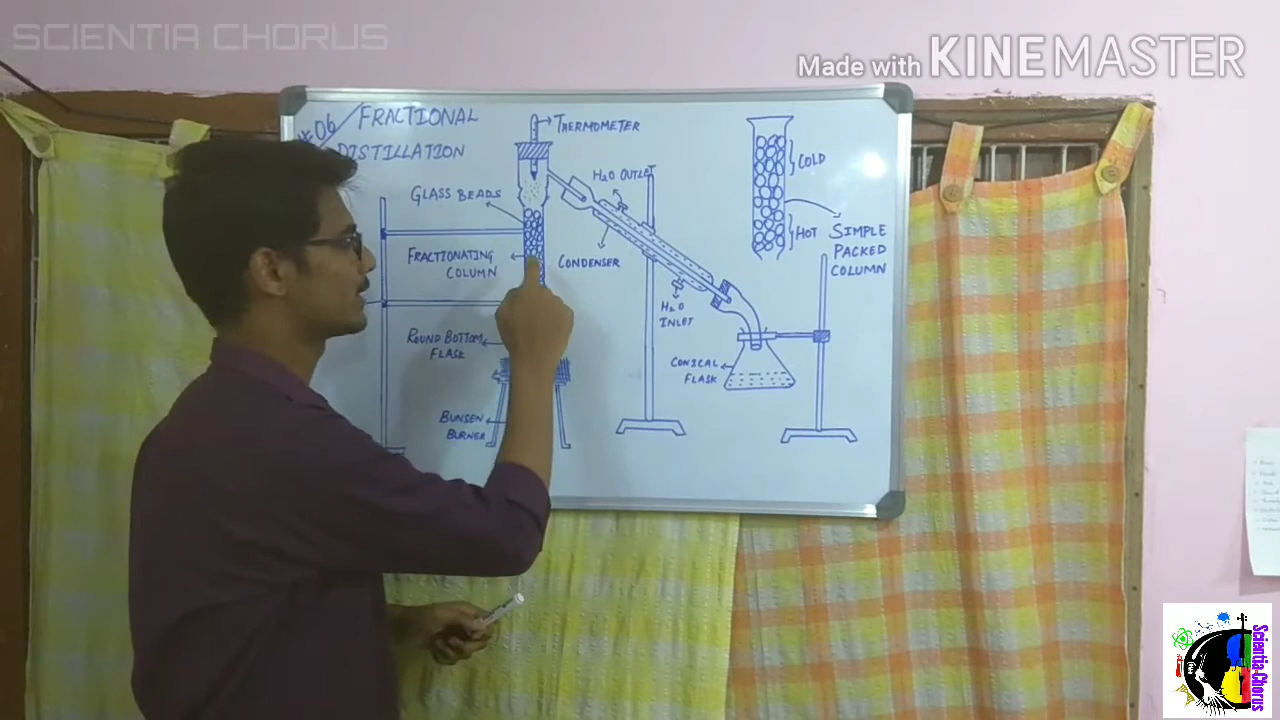 SCIENTIA CHORUS
Made with KINEMASTER
#06 / FRACTIONAL
DISTILLATION
THERMOMETER
H₂O OUTLET
GLASS BEADS
FRACTIONATING
COLUMN
CONDENSER
H₂O
INLET
ROUND BOTTOM
FLASK
CONICAL
FLASK
BUNSEN
BURNER
COLD
HOT
SIMPLE
PACKED
COLUMN
Scientia-Chorus